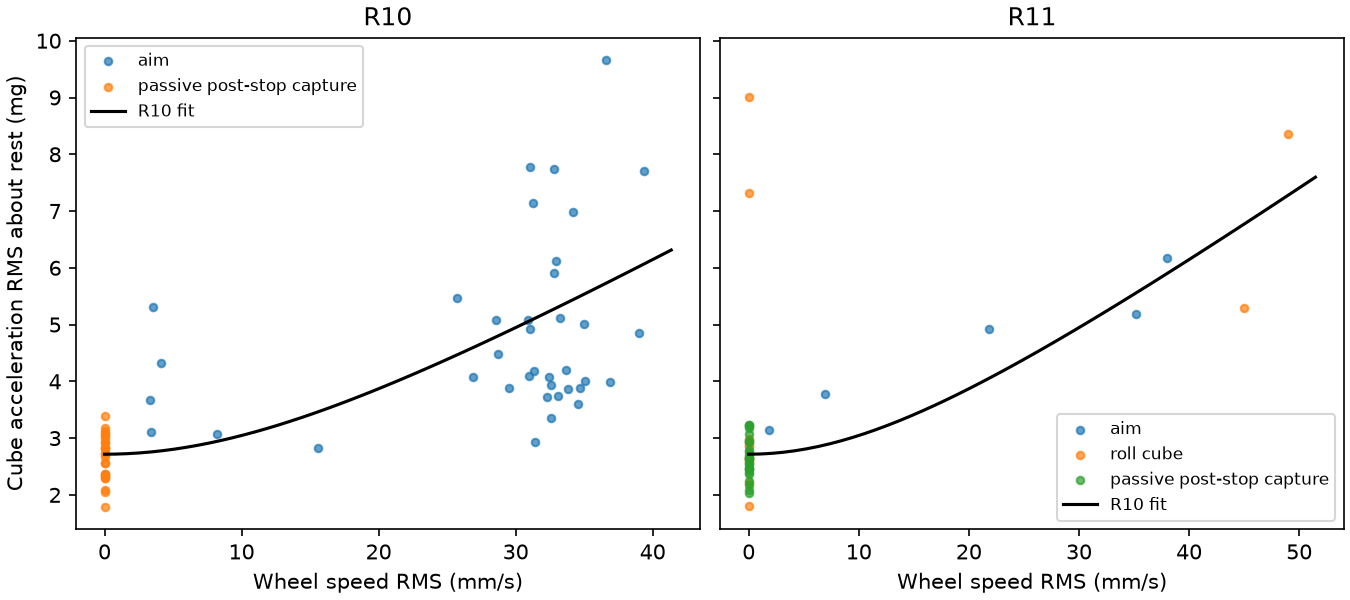 R10
R11
Cube acceleration RMS about rest (mg)
10
9
8
7
6
5
4
3
2
aim
passive post-stop capture
R10 fit
0
10
20
30
40
Wheel speed RMS (mm/s)
aim
roll cube
passive post-stop capture
R10 fit
0
10
20
30
40
50
Wheel speed RMS (mm/s)